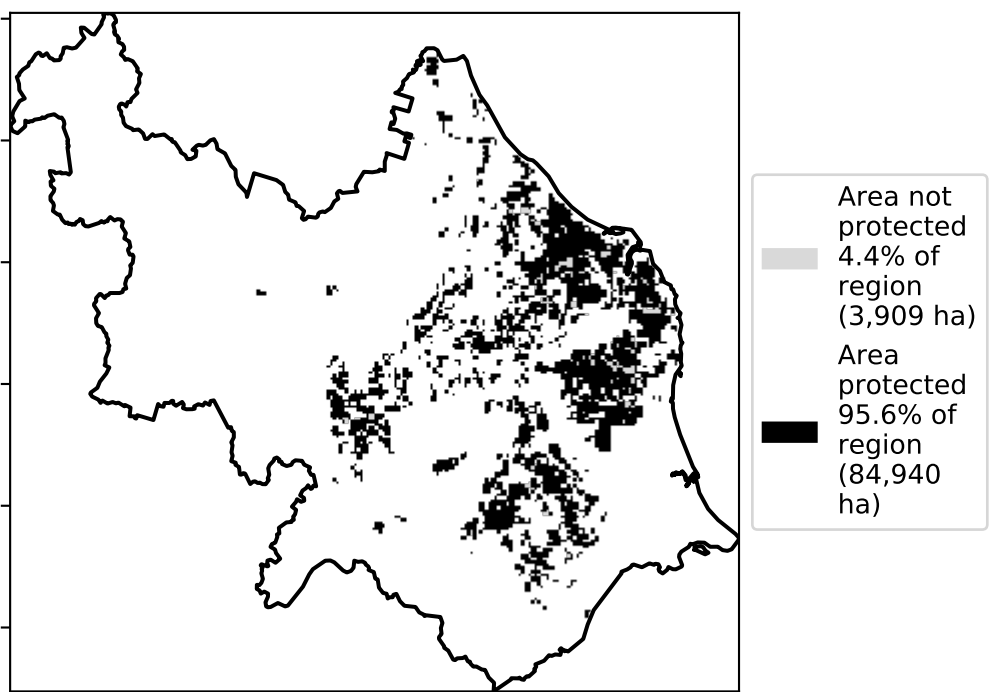 Area not
protected
4.4% of
region
(3,909 ha)
Area
protected
95.6% of
region
(84,940
ha)